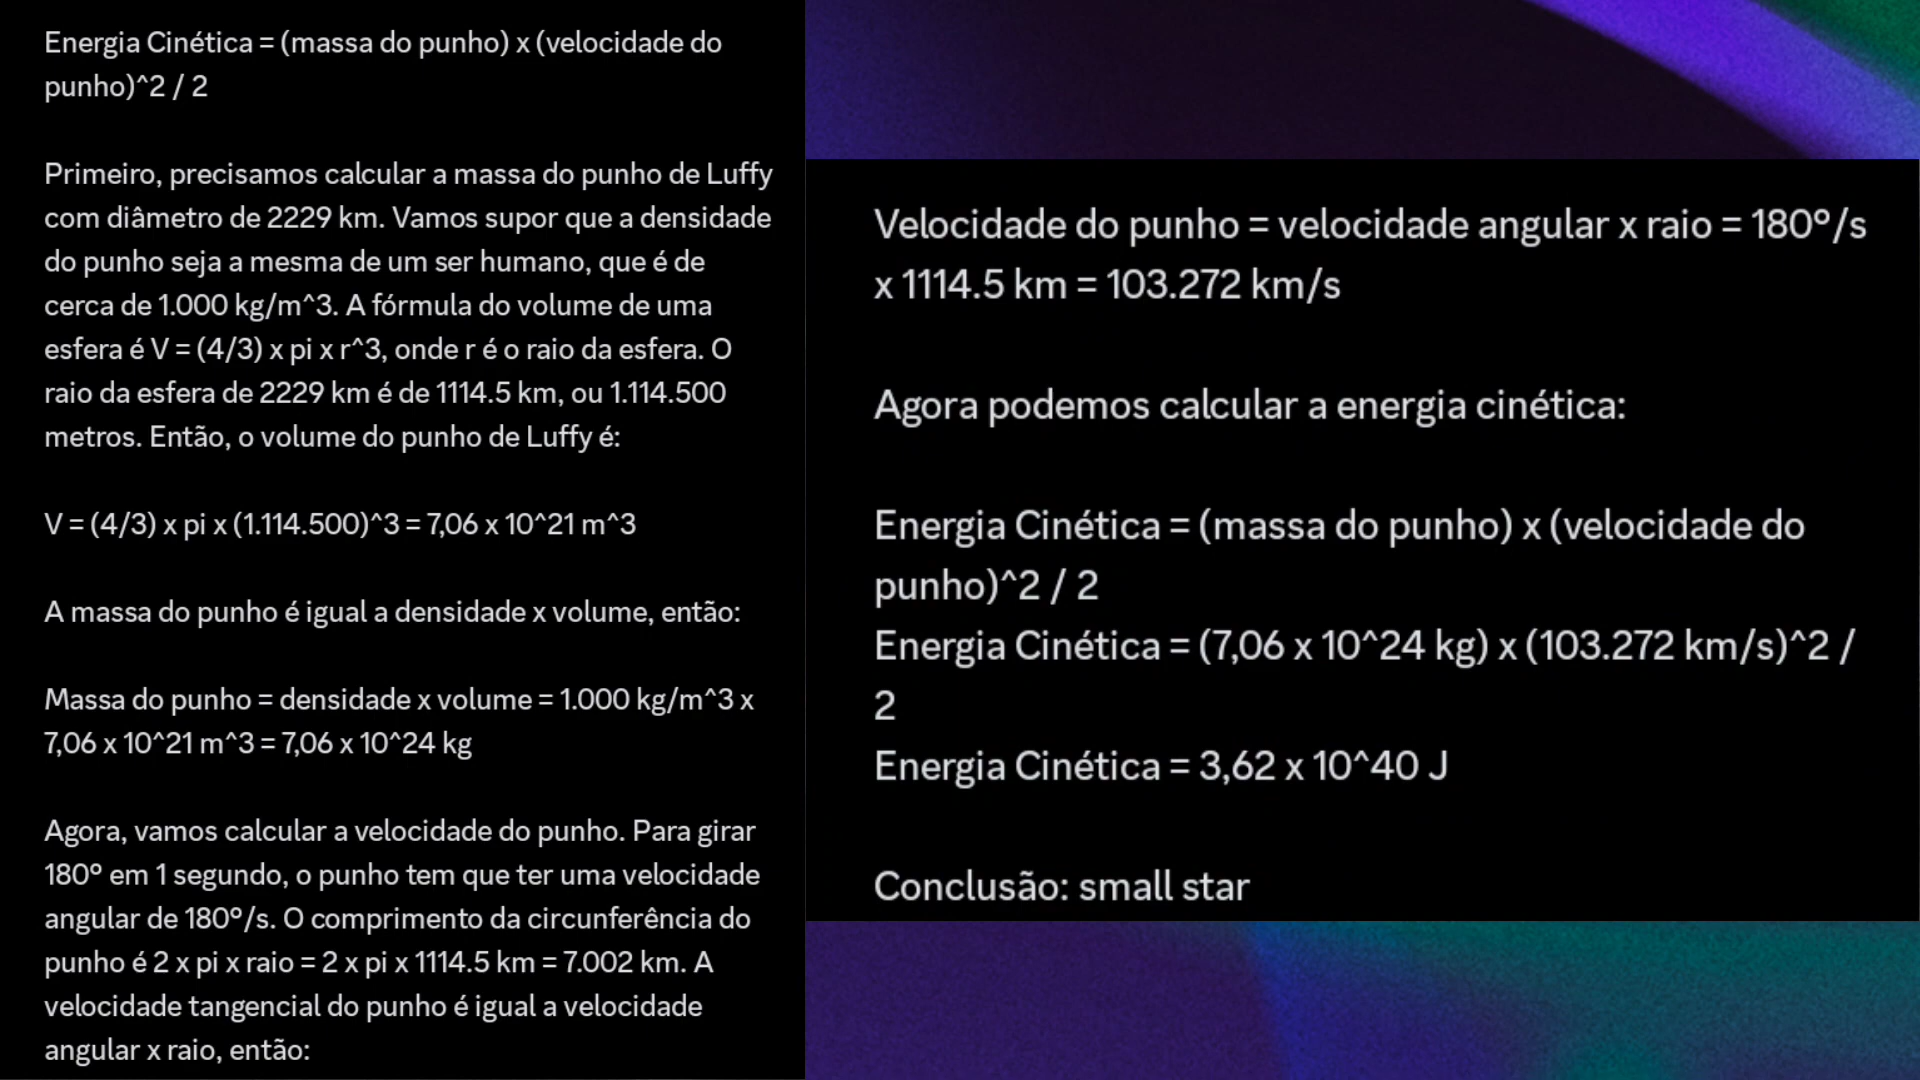 Energia Cinética = (massa do punho) x (velocidade do
punho)^2 / 2
Primeiro, precisamos calcular a massa do punho de Luffy
com diâmetro de 2229 km. Vamos supor que a densidade
do punho seja a mesma de um ser humano, que é de
cerca de 1.000 kg/m^3. A fórmula do volume de uma
esfera é V = (4/3) x pi x r^3, onde r é o raio da esfera. O
raio da esfera de 2229 km é de 1114.5 km, ou 1.114.500
metros. Então, o volume do punho de Luffy é:
V = (4/3) x pi x (1.114.500)^3 = 7,06 x 10^21 m^3
A massa do punho é igual a densidade x volume, então:
Massa do punho = densidade x volume = 1.000 kg/m^3 x
7,06 x 10^21 m^3 = 7,06 x 10^24 kg
Agora, vamos calcular a velocidade do punho. Para girar
180º em 1 segundo, o punho tem que ter uma velocidade
angular de 180º/s. O comprimento da circunferência do
punho é 2 x pi x raio = 2 x pi x 1114.5 km = 7.002 km. A
velocidade tangencial do punho é igual a velocidade
angular x raio, então:
Velocidade do punho = velocidade angular x raio = 180º/s
x 1114.5 km = 103.272 km/s
Agora podemos calcular a energia cinética:
Energia Cinética = (massa do punho) x (velocidade do
punho)^2 / 2
Energia Cinética = (7,06 x 10^24 kg) x (103.272 km/s)^2 /
2
Energia Cinética = 3,62 x 10^40 J
Conclusão: small star